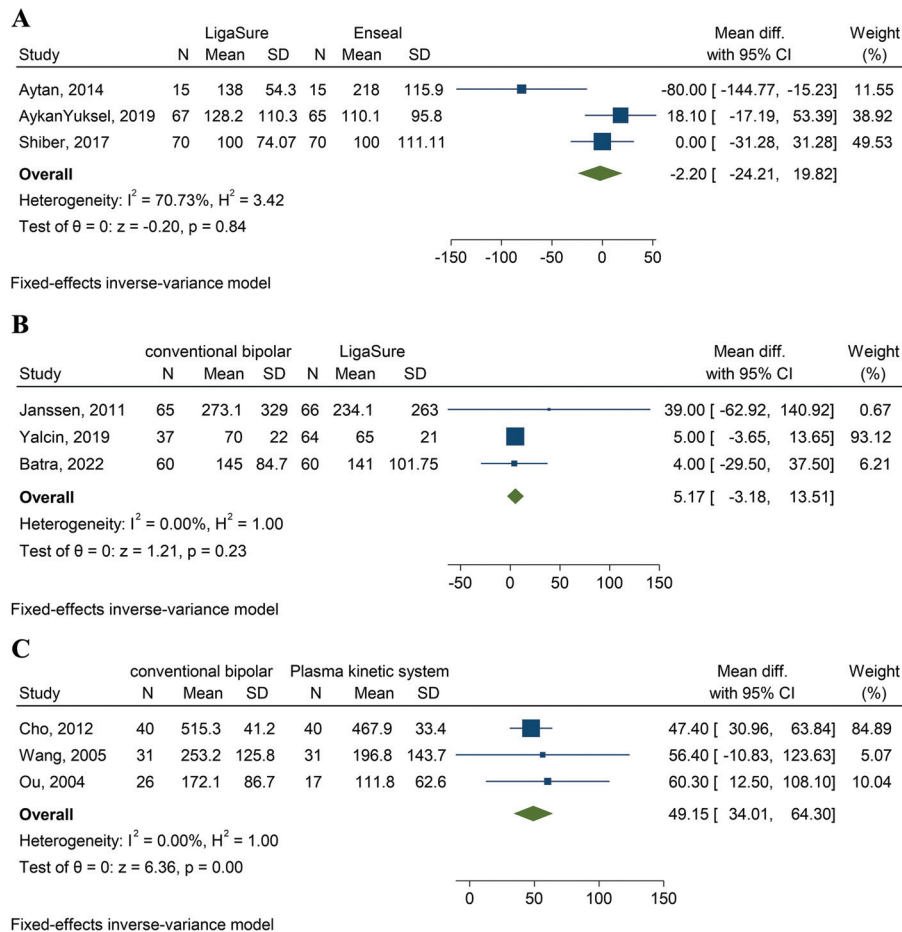 A
LigaSure Enseal Mean diff. Weight
Study N Mean SD N Mean SD with 95% CI (%)
Aytan, 2014 15 138 54.3 15 218 115.9 -80.00 [ -144.77, -15.23] 11.55
AykanYuksel, 2019 67 128.2 110.3 65 110.1 95.8 18.10 [ -17.19, 53.39] 38.92
Shiber, 2017 70 100 74.07 70 100 111.11 0.00 [ -31.28, 31.28] 49.53
Overall -2.20 [ -24.21, 19.82]
Heterogeneity: I² = 70.73%, H² = 3.42
Test of θ = 0: z = -0.20, p = 0.84
-150 -100 -50 0 50
Fixed-effects inverse-variance model
B
conventional bipolar LigaSure Mean diff. Weight
Study N Mean SD N Mean SD with 95% CI (%)
Janssen, 2011 65 273.1 329 66 234.1 263 39.00 [ -62.92, 140.92] 0.67
Yalcin, 2019 37 70 22 64 65 21 5.00 [ -3.65, 13.65] 93.12
Batra, 2022 60 145 84.7 60 141 101.75 4.00 [ -29.50, 37.50] 6.21
Overall 5.17 [ -3.18, 13.51]
Heterogeneity: I² = 0.00%, H² = 1.00
Test of θ = 0: z = 1.21, p = 0.23
-50 0 50 100 150
Fixed-effects inverse-variance model
C
conventional bipolar Plasma kinetic system Mean diff. Weight
Study N Mean SD N Mean SD with 95% CI (%)
Cho, 2012 40 515.3 41.2 40 467.9 33.4 47.40 [ 30.96, 63.84] 84.89
Wang, 2005 31 253.2 125.8 31 196.8 143.7 56.40 [ -10.83, 123.63] 5.07
Ou, 2004 26 172.1 86.7 17 111.8 62.6 60.30 [ 12.50, 108.10] 10.04
Overall 49.15 [ 34.01, 64.30]
Heterogeneity: I² = 0.00%, H² = 1.00
Test of θ = 0: z = 6.36, p = 0.00
0 50 100 150
Fixed-effects inverse-variance model